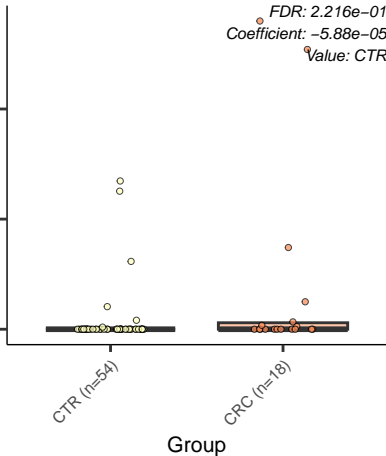 FDR: 2.216e−01
Coefficient: −5.88e−05
Value: CTR
CTR (n=54)
CRC (n=18)
Group